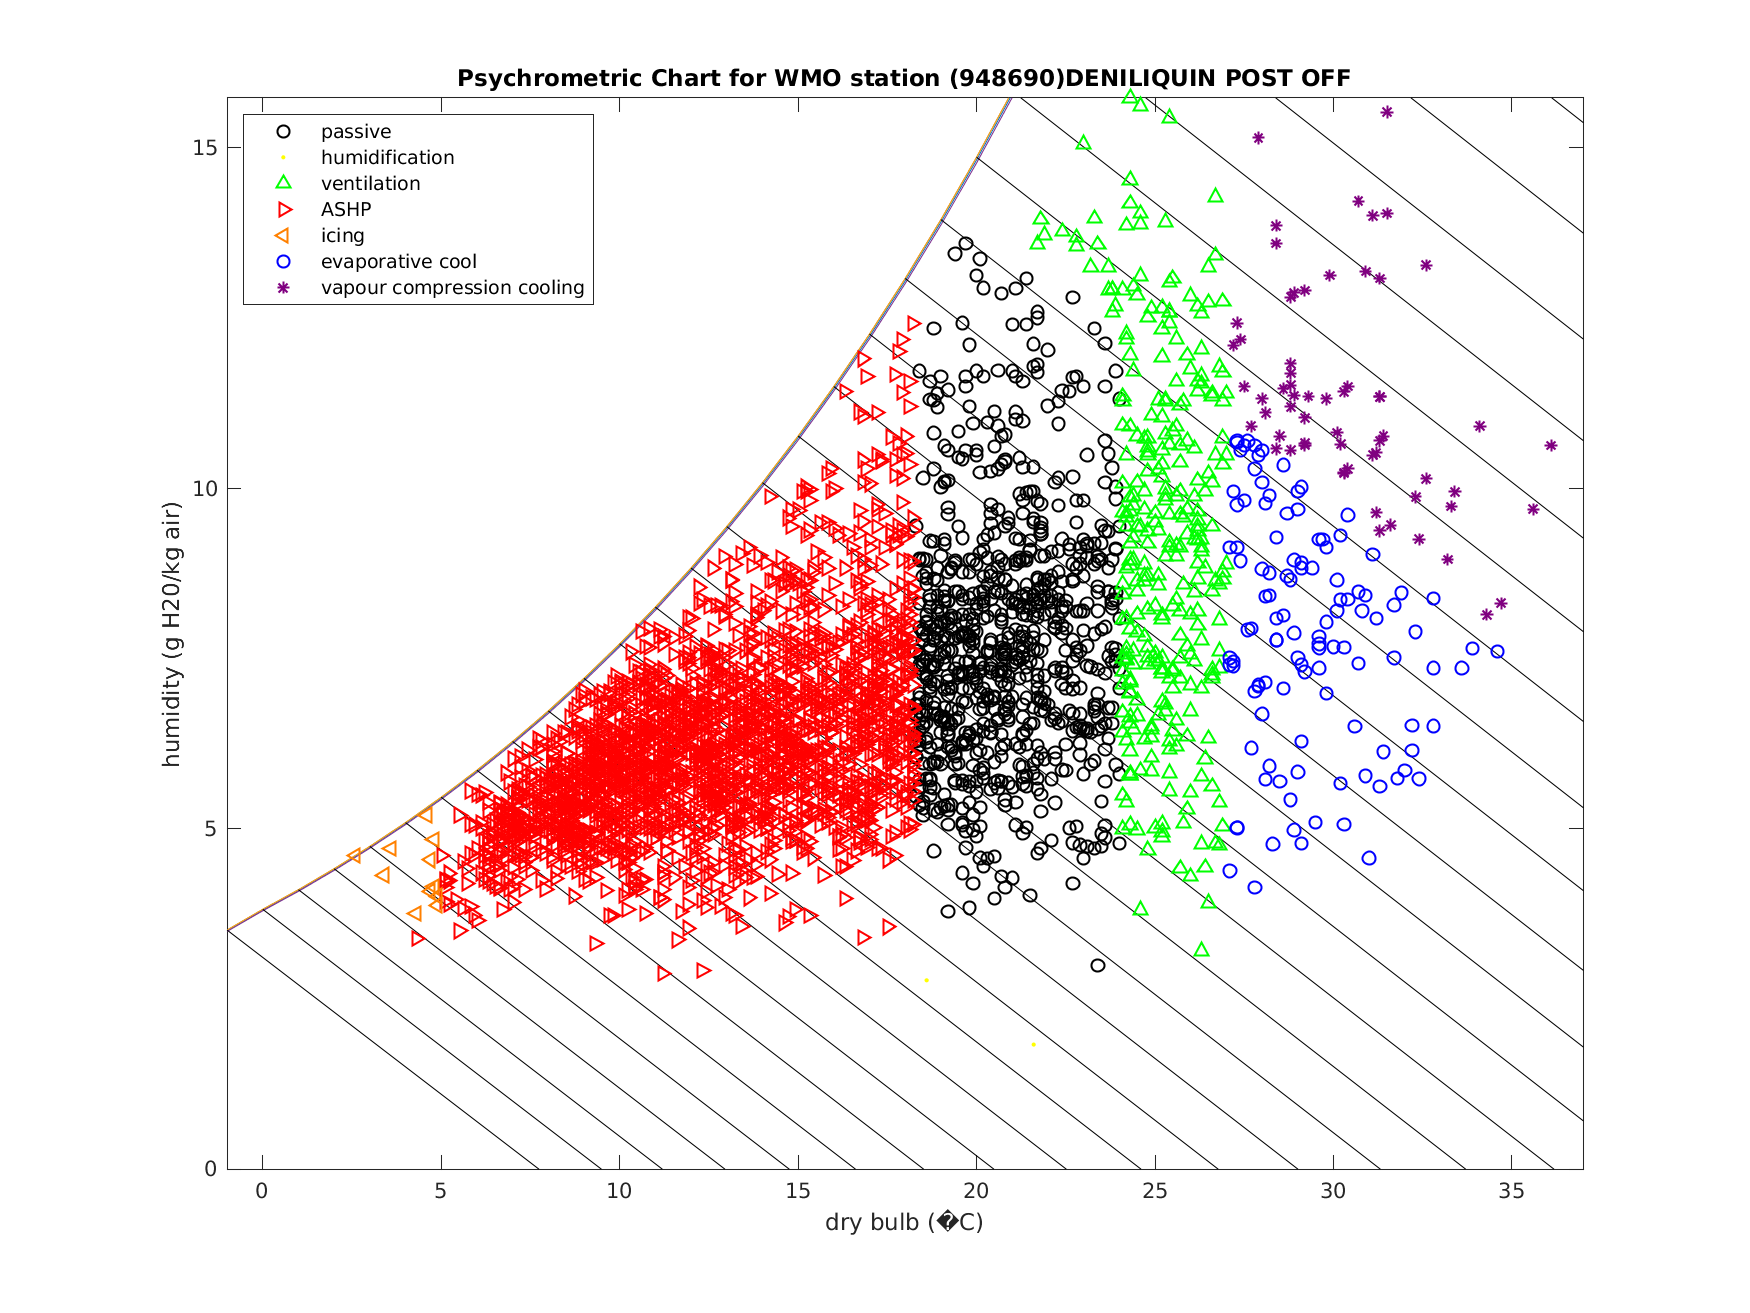 Psychrometric Chart for WMO station (948690)DENILIQUIN POST OFF
passive
humidification
ventilation
ASHP
icing
evaporative cool
vapour compression cooling
humidity (g H20/kg air)
15
10
5
0
0 5 10 15 20 25 30 35
dry bulb (�C)